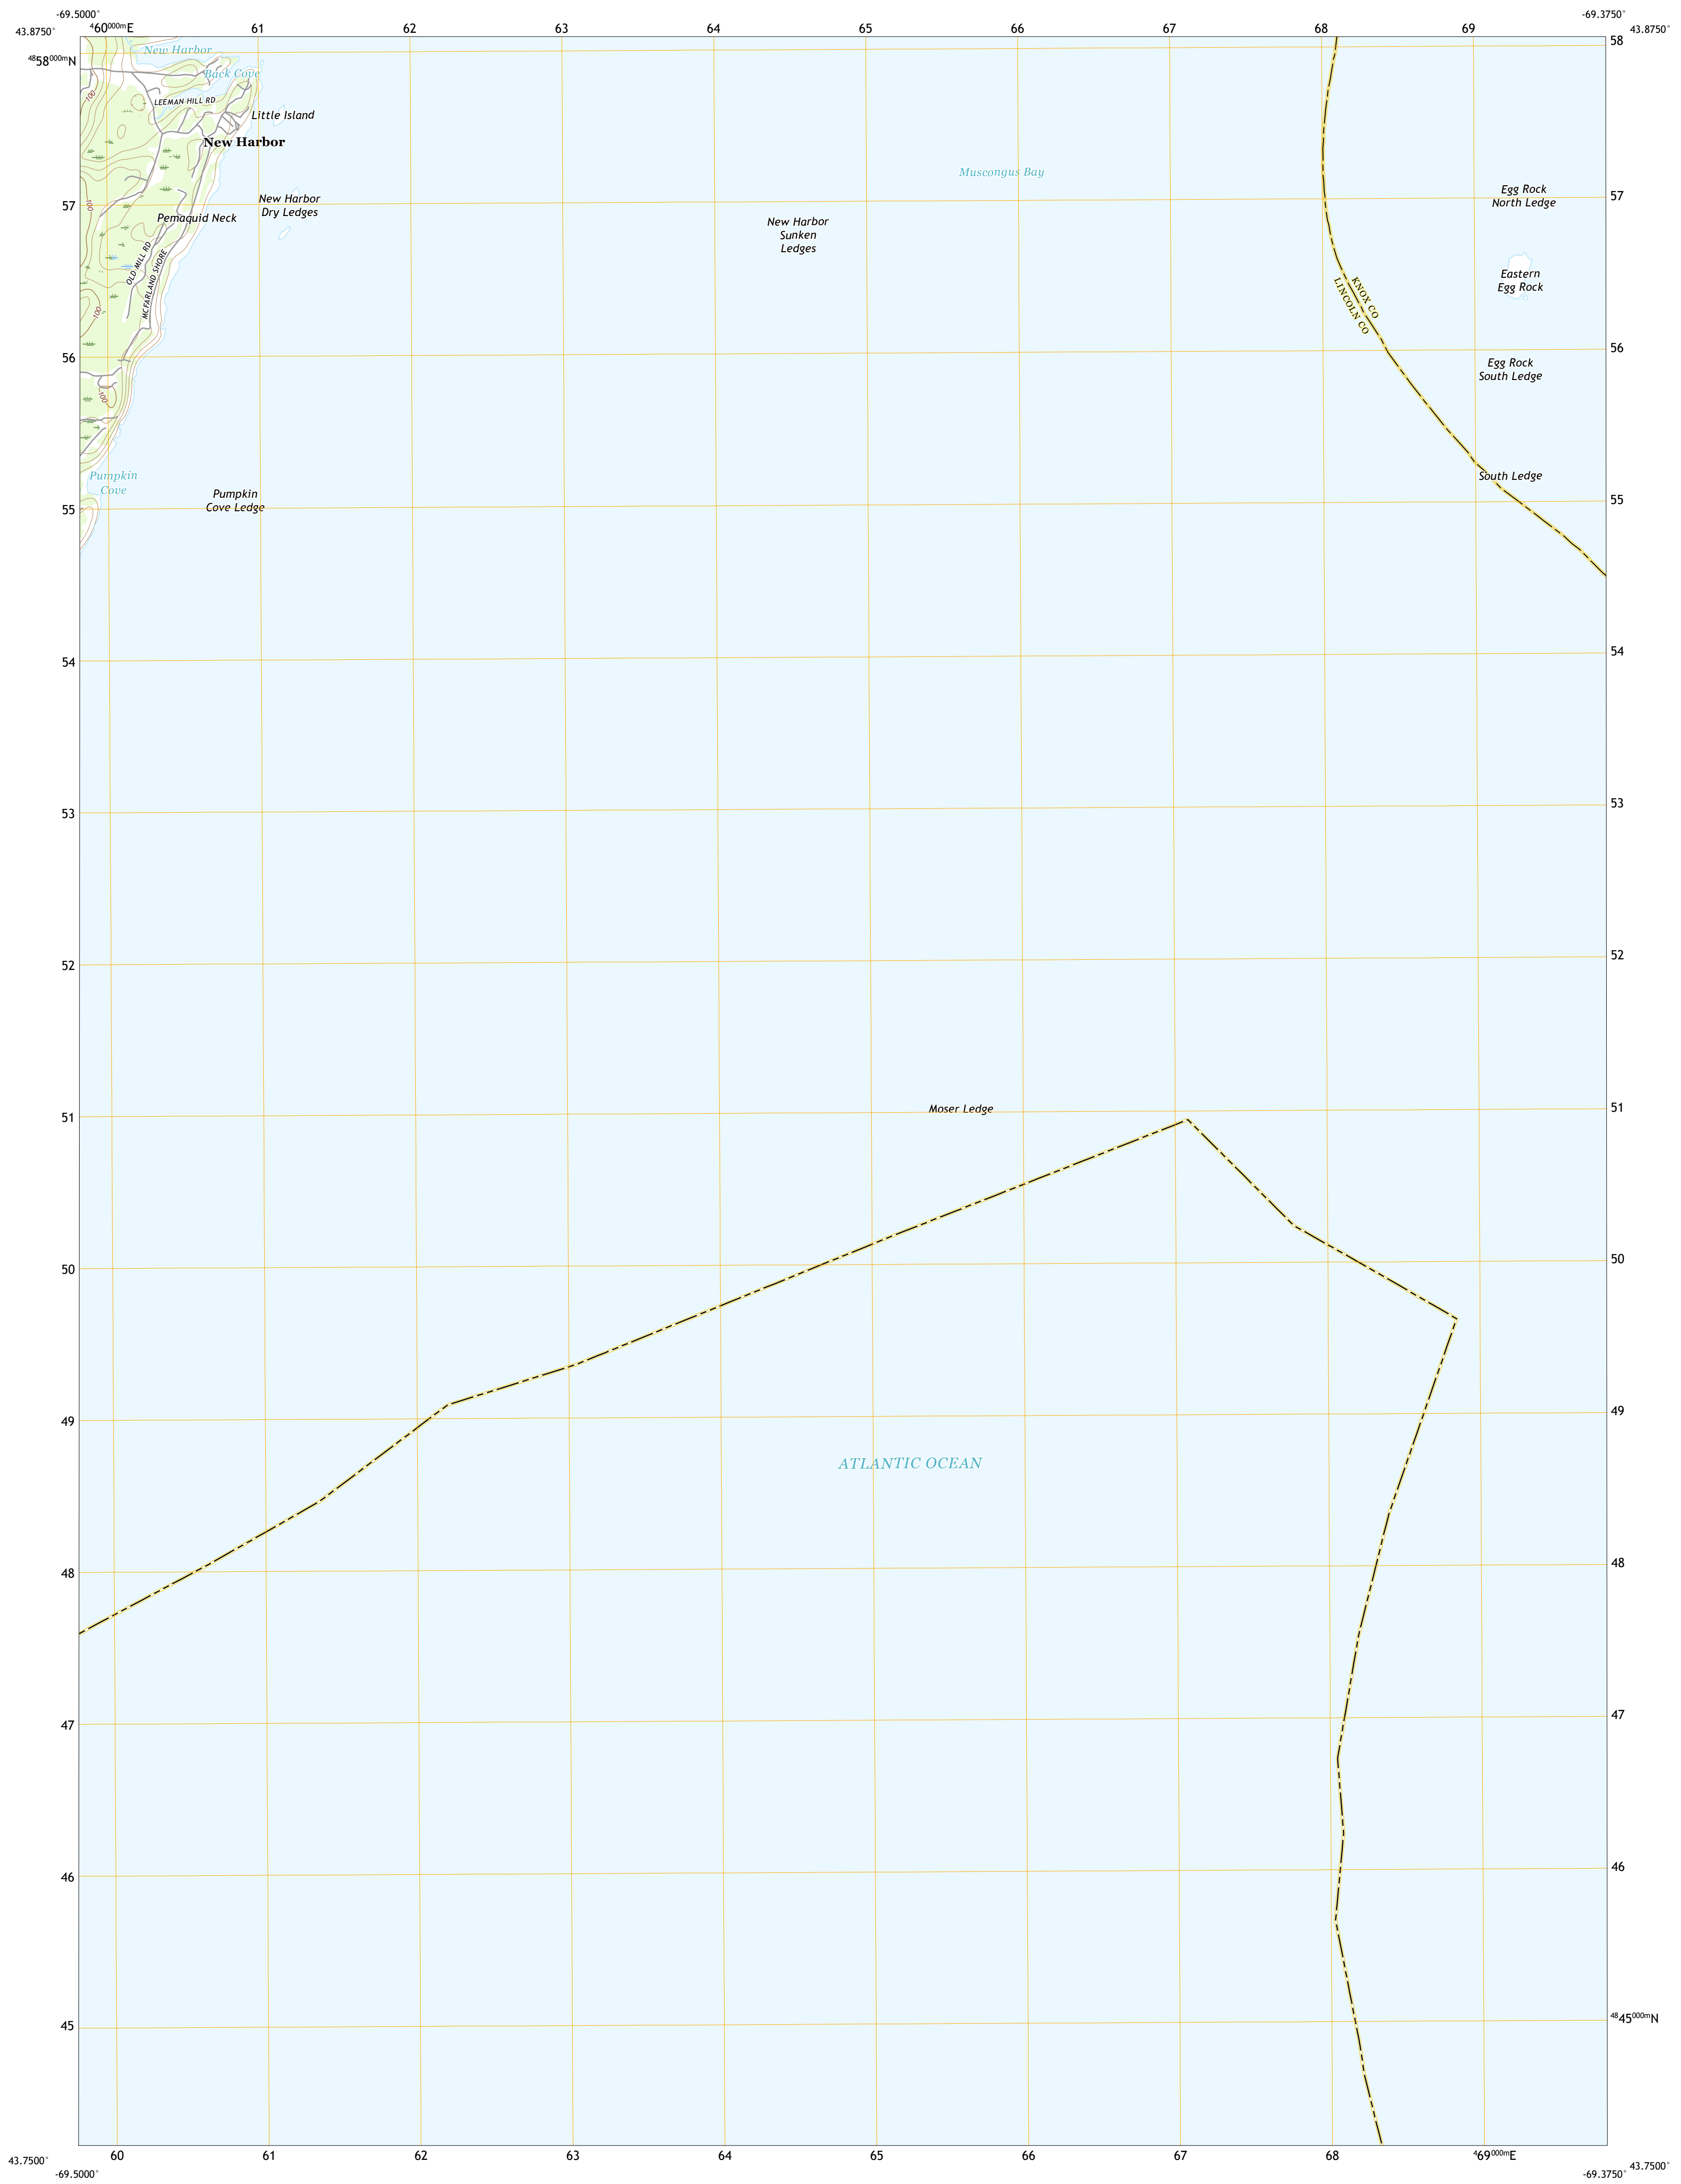 -69.5000°
-69.3750°
43.8750°
⁴60⁰⁰⁰ᵐE
61
62
63
64
65
66
67
68
69
43.8750°
⁴⁸58⁰⁰⁰ᵐN
58
New Harbor
Back Cove
100
LEEMAN HILL RD
Little Island
New Harbor
Muscongus Bay
Egg Rock
North Ledge
57
57
100
New Harbor
Dry Ledges
Pemaquid Neck
New Harbor
Sunken
Ledges
OLD MILL RD
MCFARLAND SHORE
100
Eastern
Egg Rock
KNOX CO
LINCOLN CO
56
56
Egg Rock
South Ledge
100
Pumpkin
Cove
South Ledge
Pumpkin
Cove Ledge
55
55
54
54
53
53
52
52
51
Moser Ledge
51
50
50
49
49
ATLANTIC OCEAN
48
48
47
47
46
46
45
⁴⁸45⁰⁰⁰ᵐN
43.7500°
60
61
62
63
64
65
66
67
68
⁴69⁰⁰⁰ᵐE
43.7500°
-69.5000°
-69.3750°